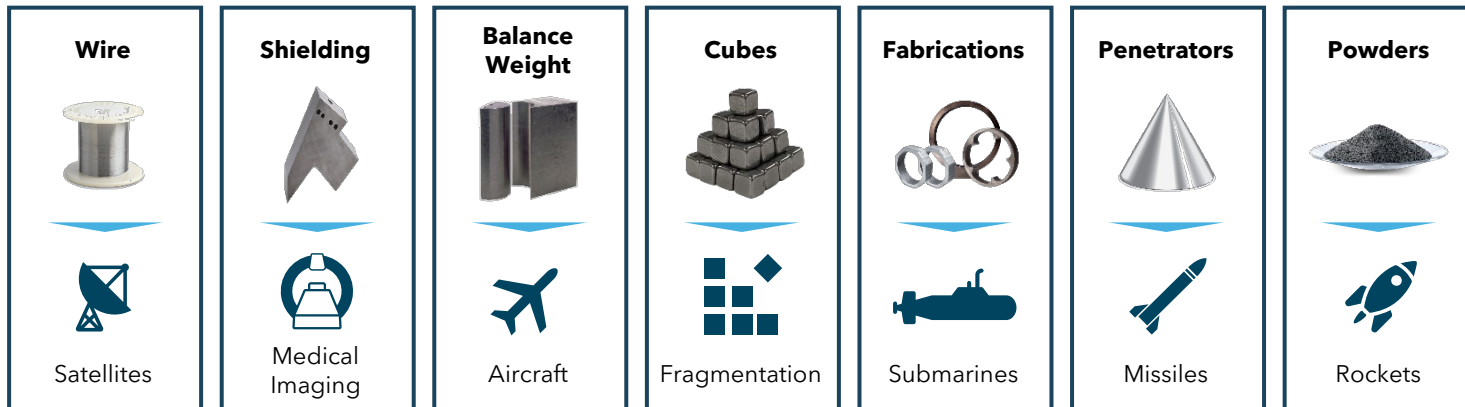 Wire
Satellites
Shielding
Medical
Imaging
Balance
Weight
Aircraft
Cubes
Fragmentation
Fabrications
Submarines
Penetrators
Missiles
Powders
Rockets